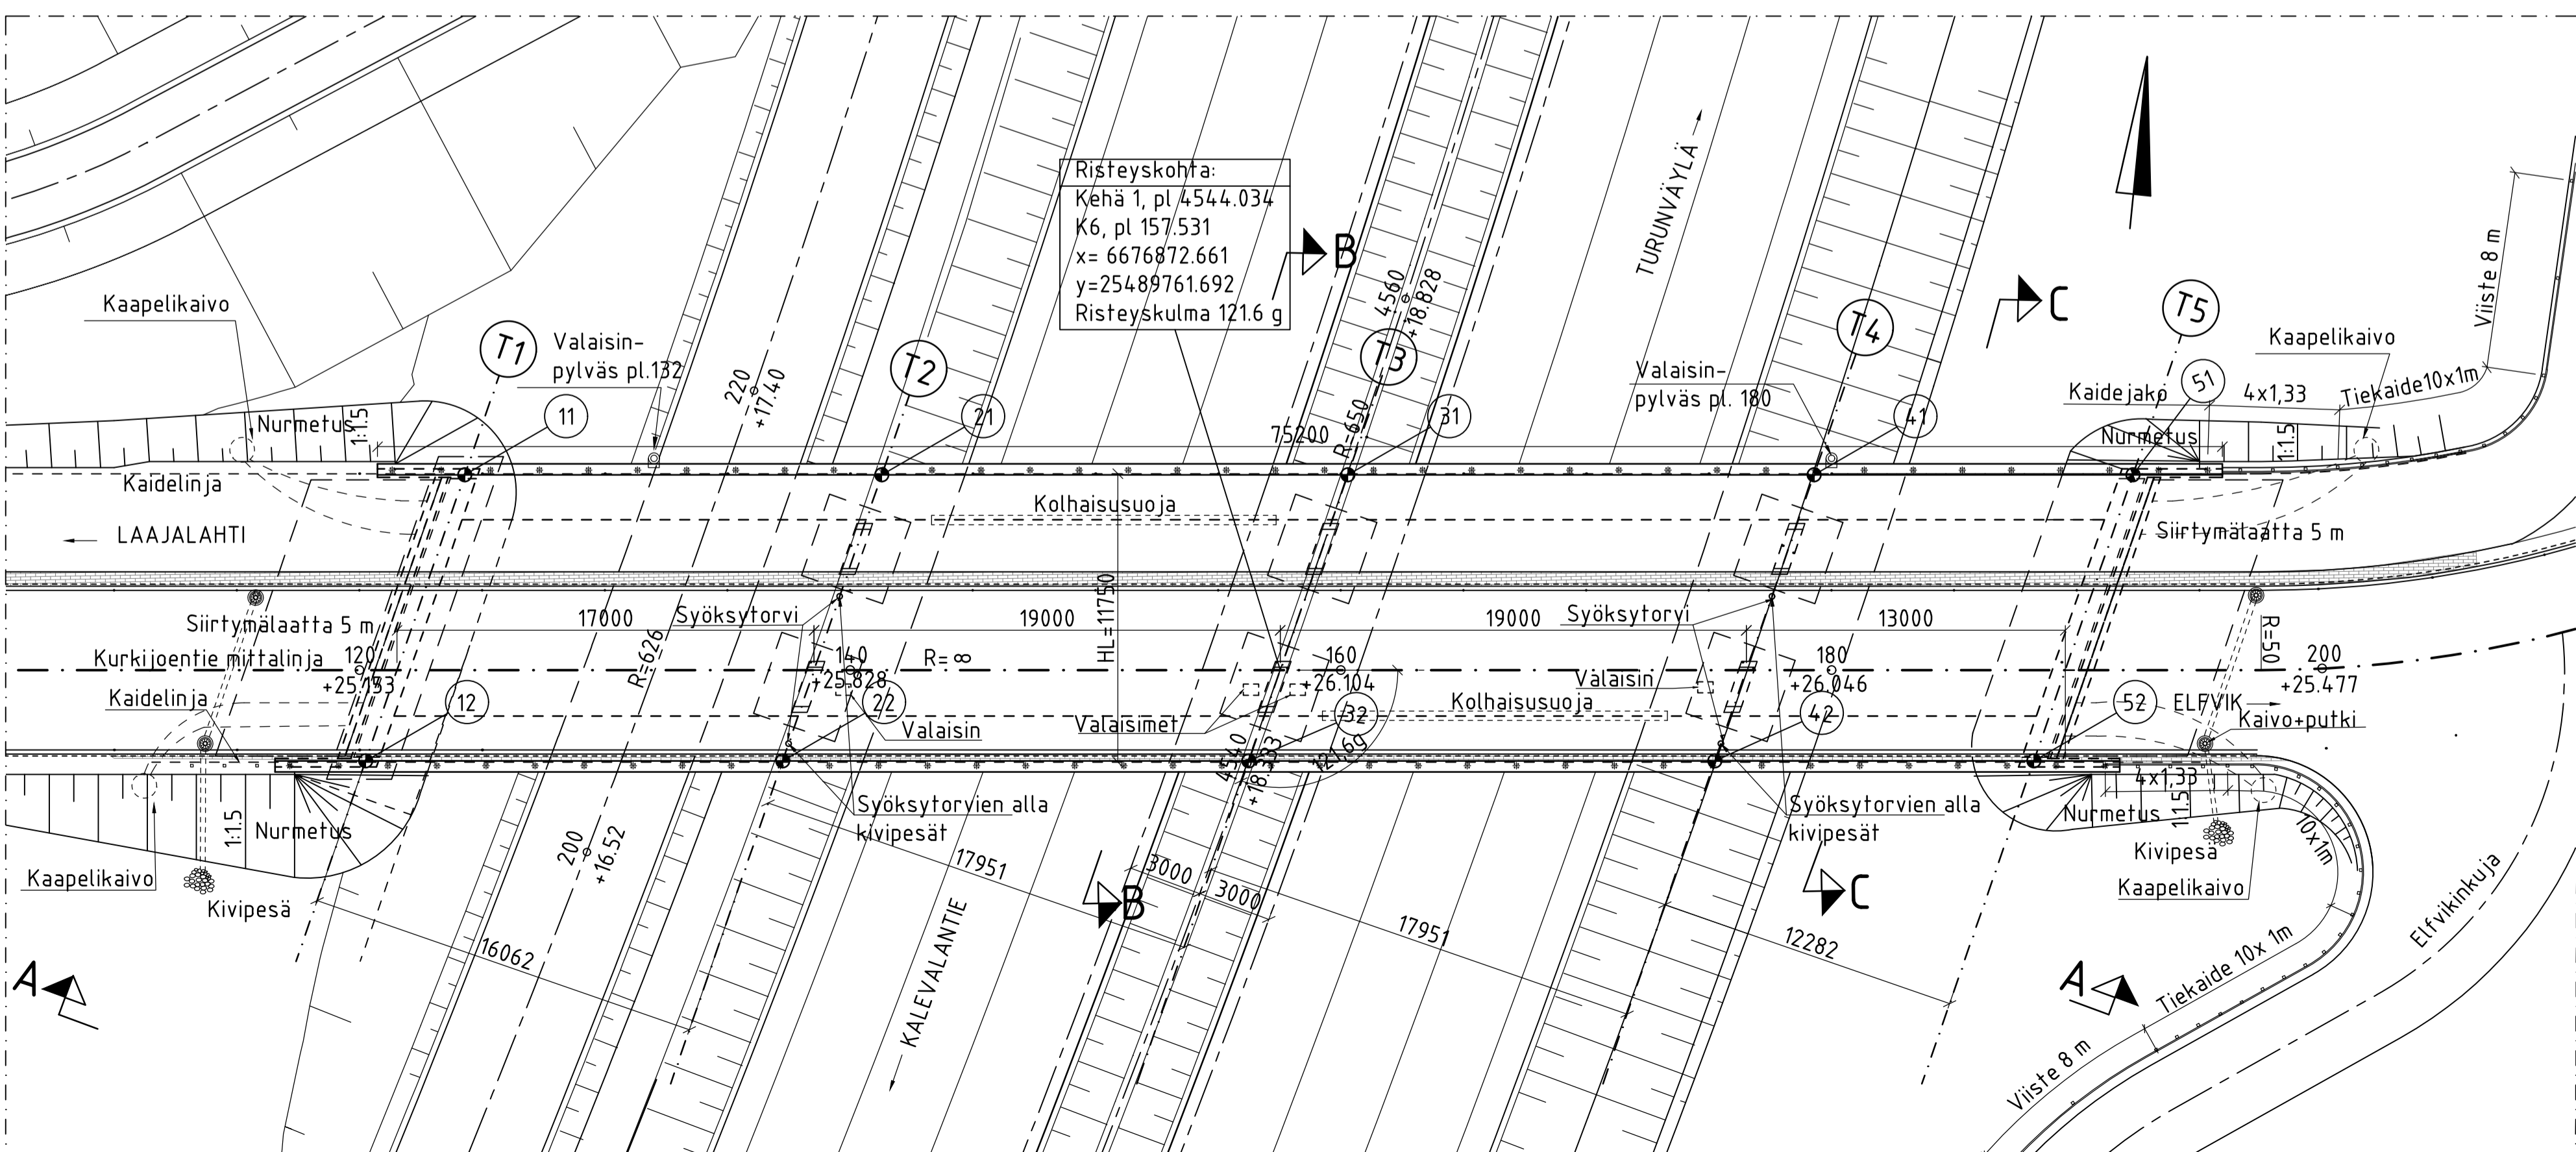 Risteyskohta:
Kehä 1, pl 4544.034
K6, pl 157.531
x= 6676872.661
y=25489761.692
Risteyskulma 121.6 g
B
4560
+18.828
TURUNVÄYLÄ
C
Viiste 8 m
Kaapelikaivo
T1
Valaisin-
pylväs pl.132
220
+17.40
T2
T3
T4
T5
Valaisin-
pylväs pl. 180
Kaapelikaivo
Kaidejako
51
4x1,33
Tiekaide10x1m
Nurmetus
1:1.5
11
21
R=650
31
41
75200
Nurmetus
1:1.5
Kaidelinja
Kolhaisusuoja
LAAJALAHTI
Siirtymälaatta 5 m
Siirtymälaatta 5 m
17000
Syöksytorvi
19000
HL=11750
19000
Syöksytorvi
13000
R=626
R=50
Kurkijoentie mittalinja
120
+25.153
140
+25.828
R= ∞
160
+26.104
180
+26.046
200
+25.477
Kaidelinja
12
22
Valaisin
Valaisimet
32
Kolhaisusuoja
Valaisin
42
52
ELFVIK
Kaivo+putki
4540
+18.333
121,6g
4x1,33
1:1.5
Nurmetus
Syöksytorvien alla
kivipesät
Syöksytorvien alla
kivipesät
Nurmetus
1:1.5
10x1m
200
+16.52
Kaapelikaivo
Kivipesä
17951
3000
3000
B
C
Kivipesä
Kaapelikaivo
16062
KALEVALANTIE
17951
12282
Elfvikinkuja
A
A
Tiekaide 10x 1m
Viiste 8 m